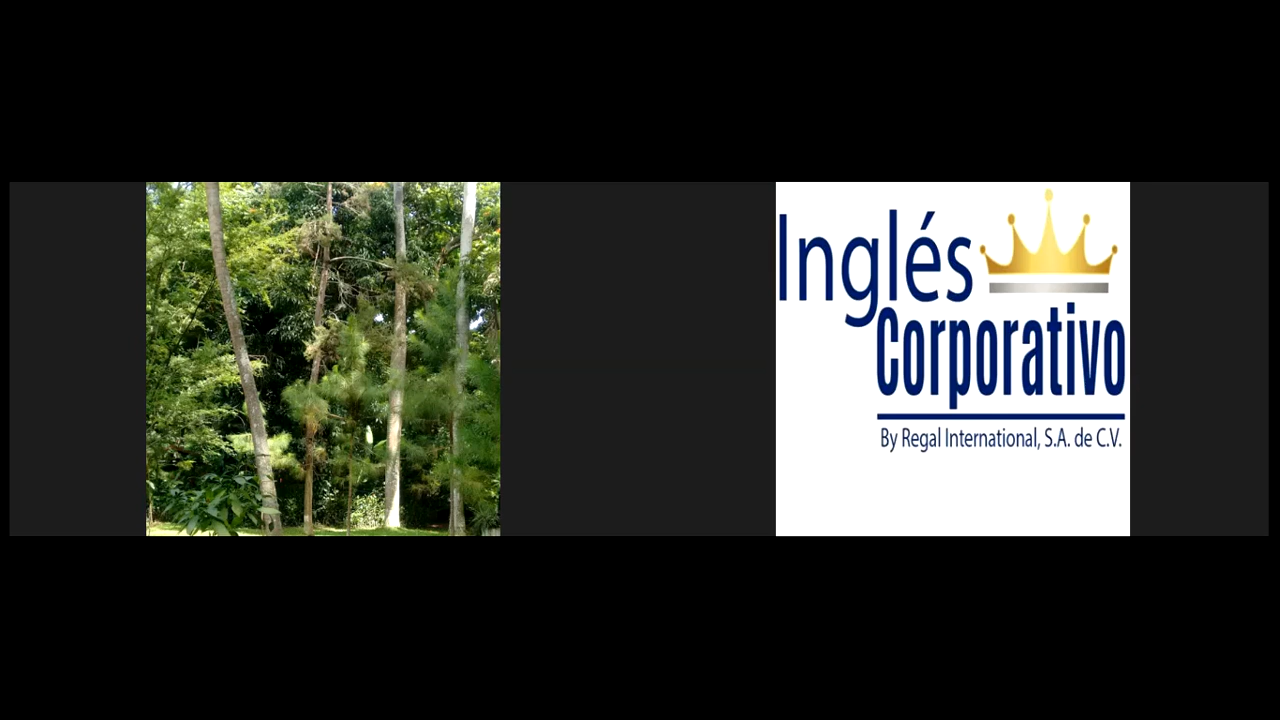 Inglés
Corporativo
By Regal International, S.A. de C.V.